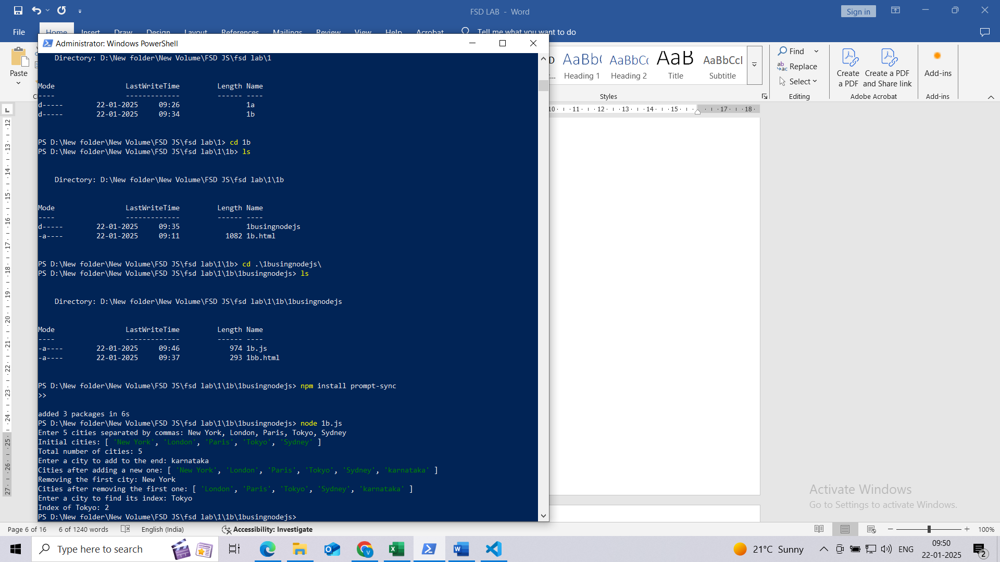 FSD LAB - Word
Sign in
File Home Insert Draw Design Layout References Mailings Review View Help Acrobat Tell me what you want to do
Administrator: Windows PowerShell
Paste
AaBb( AaBbCc AaB AaBbCcI
Heading 1 Heading 2 Title Subtitle
Styles
Find
Replace
Select
Editing
Create a PDF
Create a PDF and Share link
Adobe Acrobat
Add-ins
Add-ins
10 11 12 13 14 15 17 18
12
13
14
15
16
17
18
19
20
21
22
23
24
25
26
27
Directory: D:\New folder\New Volume\FSD JS\fsd lab\1
Mode LastWriteTime Length Name
---- ------------- ------ ----
d----- 22-01-2025 09:26 1a
d----- 22-01-2025 09:34 1b
PS D:\New folder\New Volume\FSD JS\fsd lab\1> cd 1b
PS D:\New folder\New Volume\FSD JS\fsd lab\1\1b> ls
Directory: D:\New folder\New Volume\FSD JS\fsd lab\1\1b
Mode LastWriteTime Length Name
---- ------------- ------ ----
d----- 22-01-2025 09:35 1busingnodejs
-a---- 22-01-2025 09:11 1082 1b.html
PS D:\New folder\New Volume\FSD JS\fsd lab\1\1b> cd .\1busingnodejs\
PS D:\New folder\New Volume\FSD JS\fsd lab\1\1b\1busingnodejs> ls
Directory: D:\New folder\New Volume\FSD JS\fsd lab\1\1b\1busingnodejs
Mode LastWriteTime Length Name
---- ------------- ------ ----
-a---- 22-01-2025 09:46 974 1b.js
-a---- 22-01-2025 09:37 293 1bb.html
PS D:\New folder\New Volume\FSD JS\fsd lab\1\1b\1busingnodejs> npm install prompt-sync
>>
added 3 packages in 6s
PS D:\New folder\New Volume\FSD JS\fsd lab\1\1b\1busingnodejs> node 1b.js
Enter 5 cities separated by commas: New York, London, Paris, Tokyo, Sydney
Initial cities: [ 'New York', 'London', 'Paris', 'Tokyo', 'Sydney' ]
Total number of cities: 5
Enter a city to add to the end: karnataka
Cities after adding a new one: [ 'New York', 'London', 'Paris', 'Tokyo', 'Sydney', 'karnataka' ]
Removing the first city: New York
Cities after removing the first one: [ 'London', 'Paris', 'Tokyo', 'Sydney', 'karnataka' ]
Enter a city to find its index: Tokyo
Index of Tokyo: 2
PS D:\New folder\New Volume\FSD JS\fsd lab\1\1b\1busingnodejs>
Activate Windows
Go to Settings to activate Windows.
Page 6 of 16 6 of 1240 words English (India) Accessibility: Investigate 100%
Type here to search
21°C Sunny ENG
09:50
22-01-2025
2